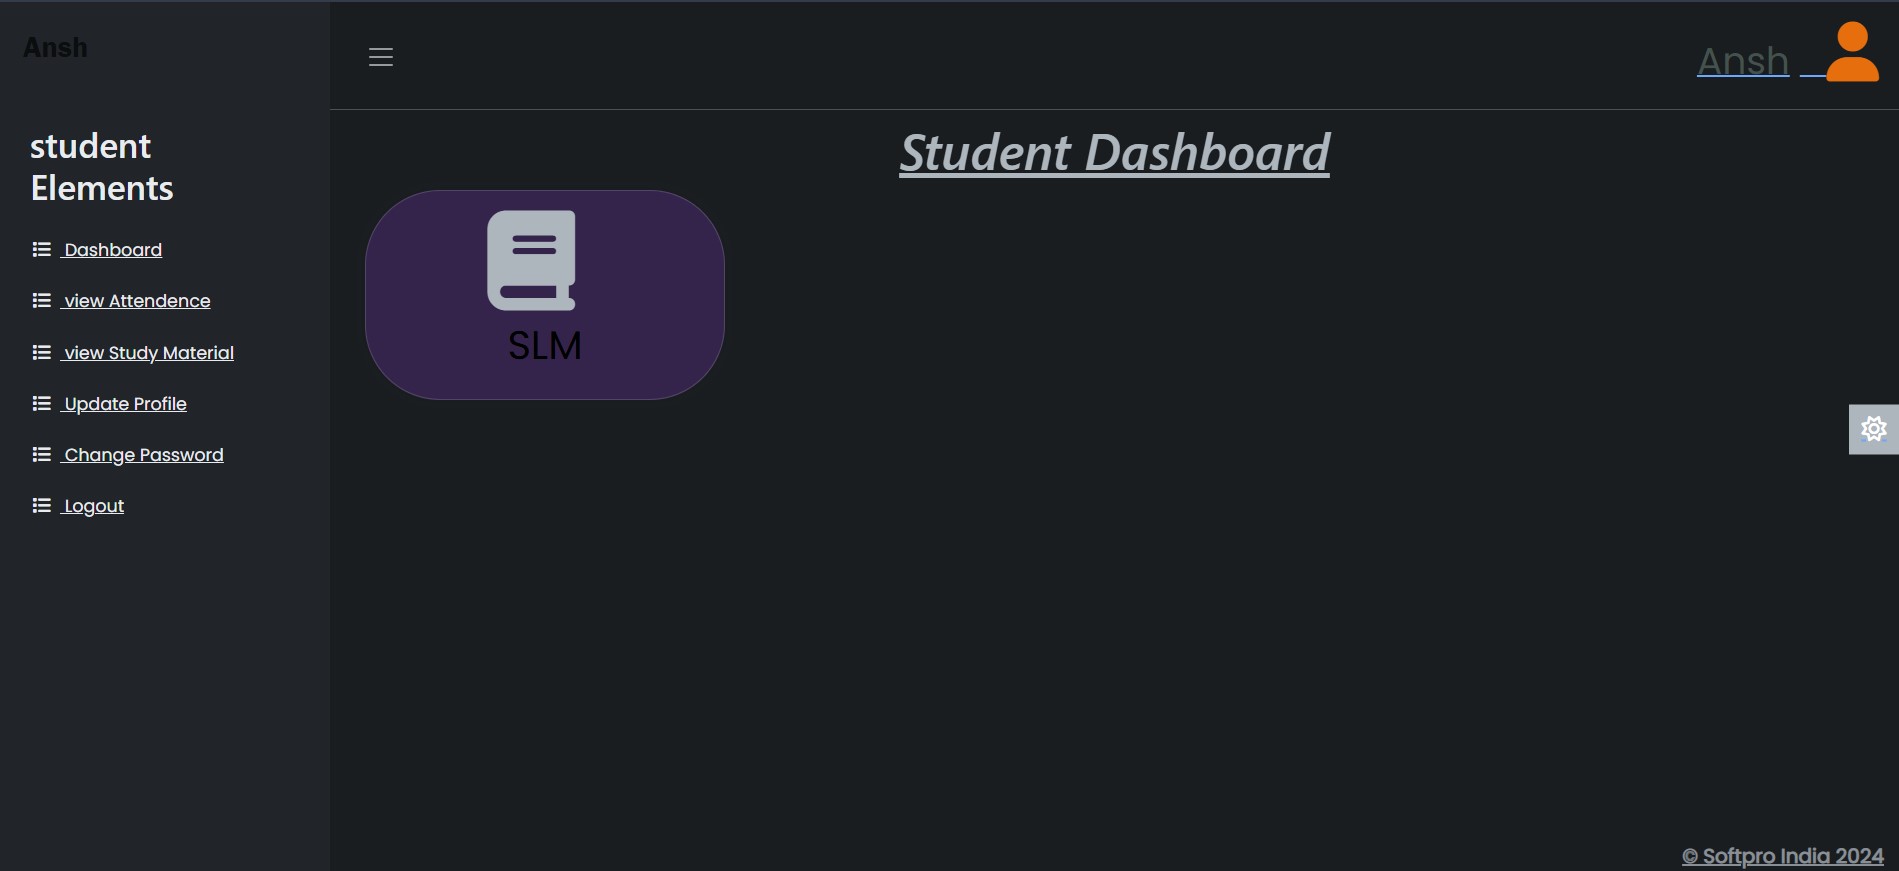 Ansh
Ansh
Student Dashboard
student
Elements
Dashboard
view Attendence
view Study Material
Update Profile
Change Password
Logout
SLM
© Softpro India 2024